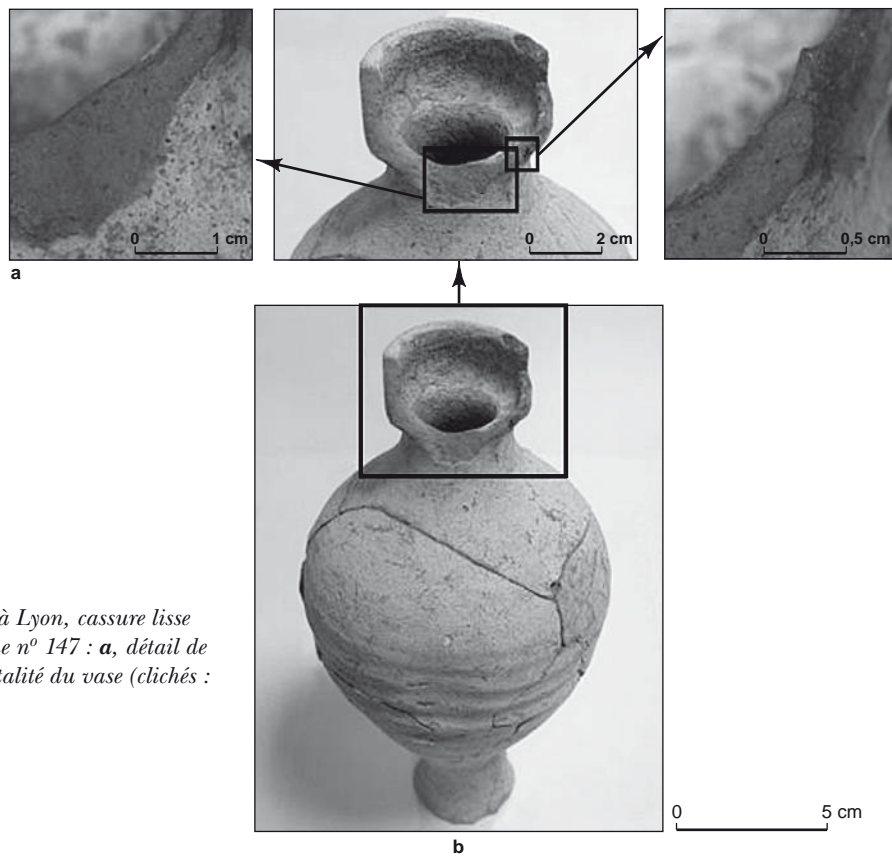 0 1 cm
a
0 2 cm
0 0,5 cm
à Lyon, cassure lisse
e nº 147 : a, détail de
talité du vase (clichés :
0 5 cm
b